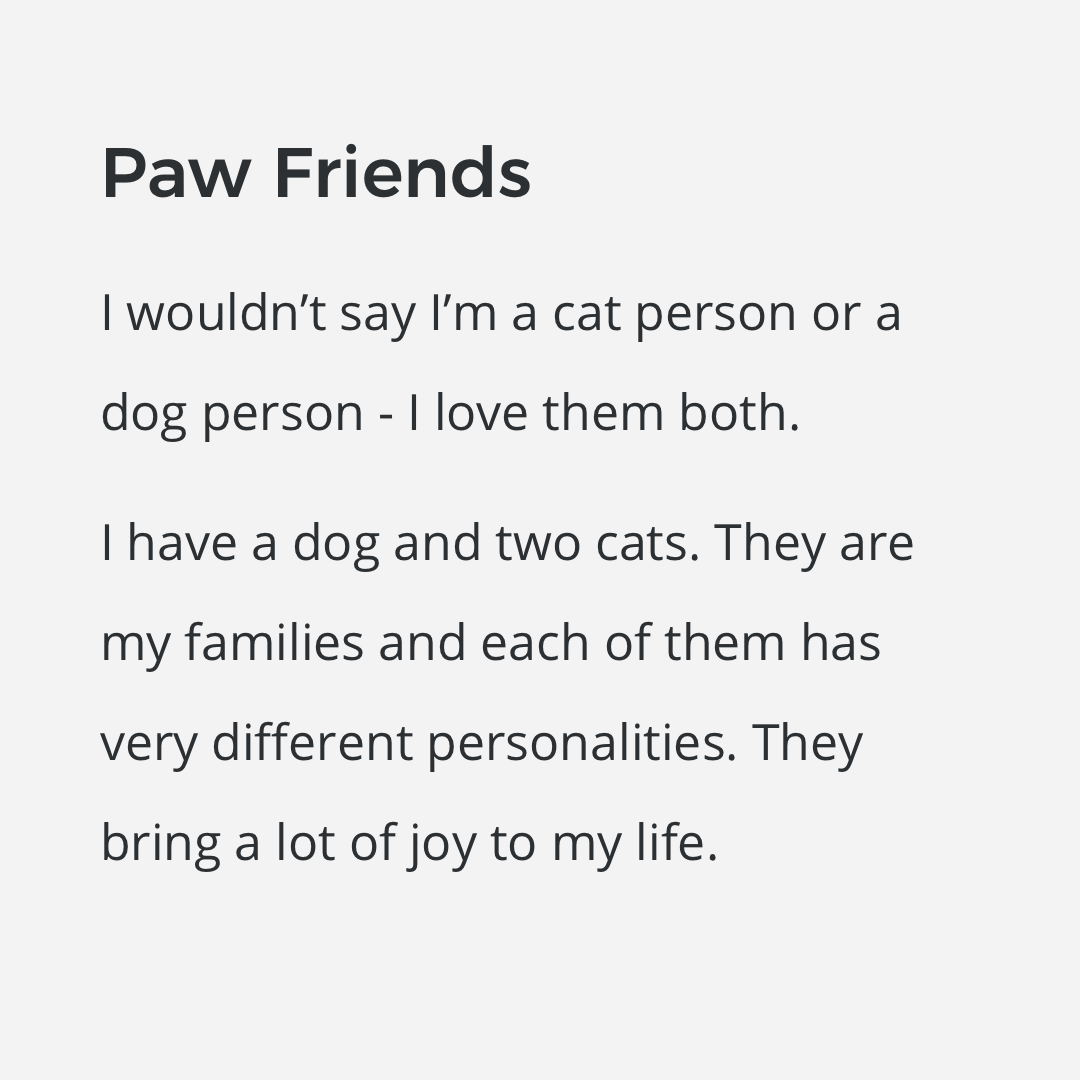 Paw Friends
I wouldn’t say I’m a cat person or a
dog person - I love them both.
I have a dog and two cats. They are
my families and each of them has
very different personalities. They
bring a lot of joy to my life.